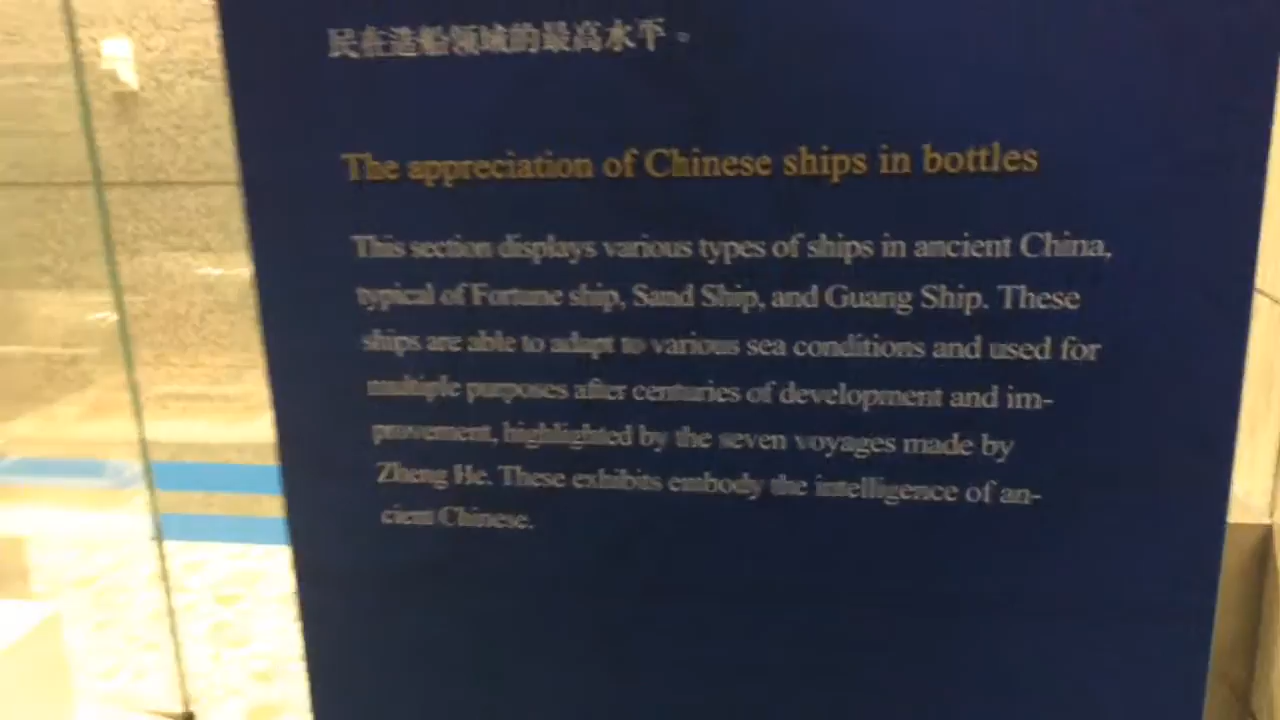 民在造船领域的最高水平。
The appreciation of Chinese ships in bottles
This section displays various types of ships in ancient China,
typical of Fortune ship, Sand Ship, and Guang Ship. These
ships are able to adapt to various sea conditions and used for
multiple purposes after centuries of development and im-
provement, highlighted by the seven voyages made by
Zheng He. These exhibits embody the intelligence of an-
cient Chinese.